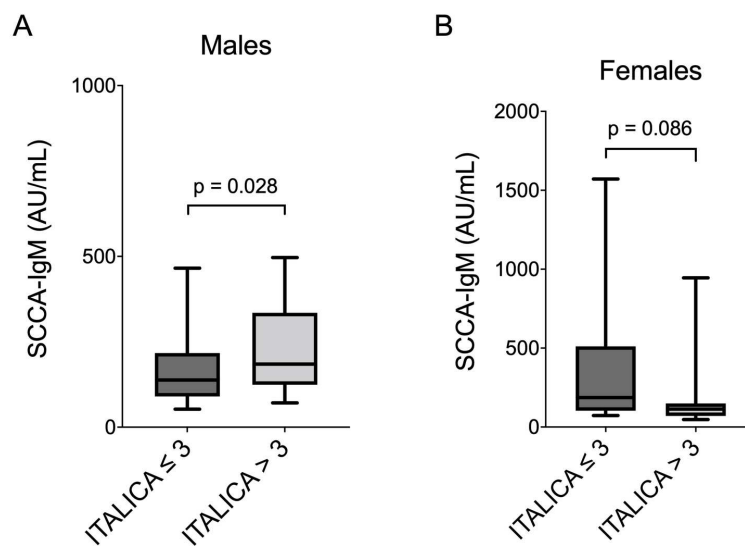 A
Males
SCCA-IgM (AU/mL)
1000
500
0
p = 0.028
ITALICA ≤ 3
ITALICA > 3
B
Females
SCCA-IgM (AU/mL)
2000
1500
1000
500
0
p = 0.086
ITALICA ≤ 3
ITALICA > 3